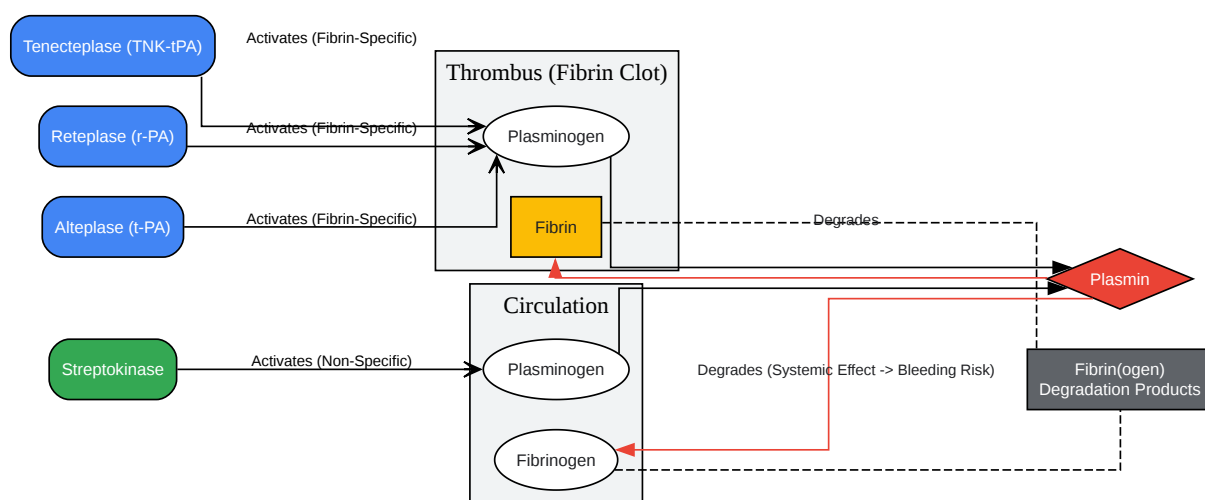 Tenecteplase (TNK-tPA)
Activates (Fibrin-Specific)
Thrombus (Fibrin Clot)
Reteplase (r-PA)
Activates (Fibrin-Specific)
Plasminogen
Alteplase (t-PA)
Activates (Fibrin-Specific)
Fibrin
Degrades
Plasmin
Circulation
Streptokinase
Activates (Non-Specific)
Plasminogen
Degrades (Systemic Effect -> Bleeding Risk)
Fibrin(ogen)
Degradation Products
Fibrinogen